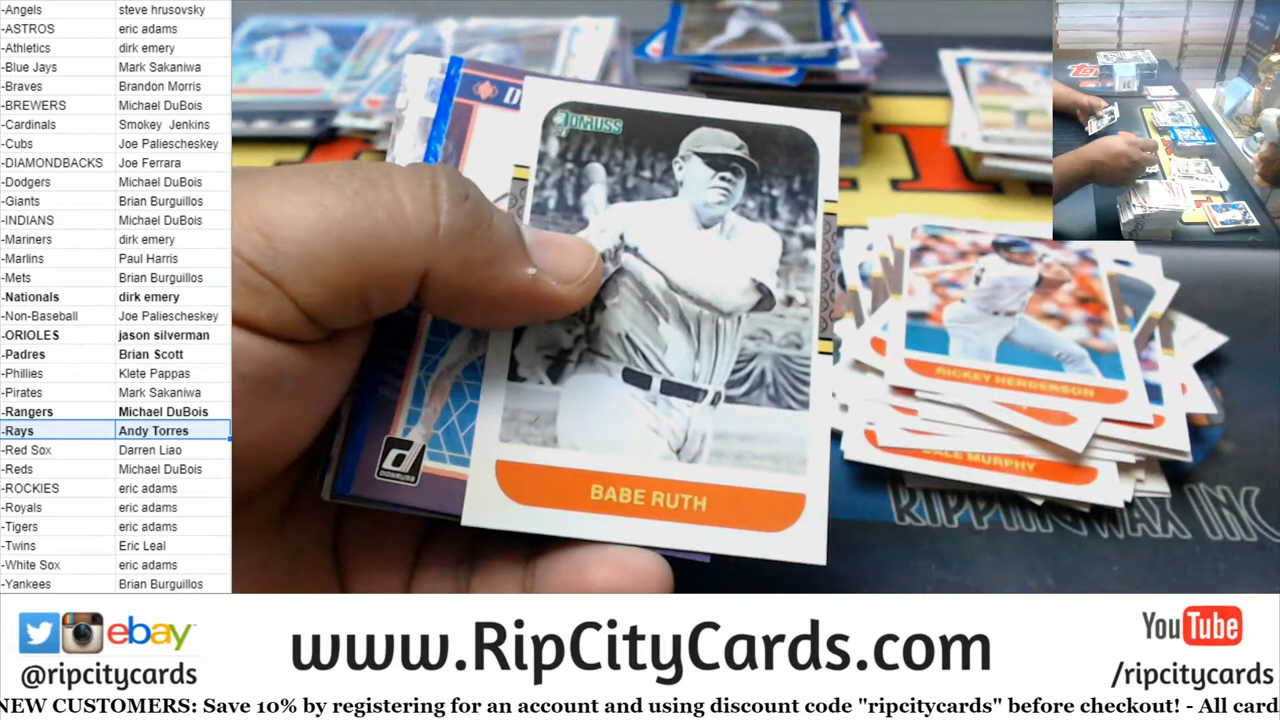 -Angels steve hrusovsky
-ASTROS eric adams
-Athletics dirk emery
-Blue Jays Mark Sakaniwa
-Braves Brandon Morris
-BREWERS Michael DuBois
-Cardinals Smokey Jenkins
-Cubs Joe Paliescheskey
-DIAMONDBACKS Joe Ferrara
-Dodgers Michael DuBois
-Giants Brian Burguillos
-INDIANS Michael DuBois
-Mariners dirk emery
-Marlins Paul Harris
-Mets Brian Burguillos
-Nationals dirk emery
-Non-Baseball Joe Paliescheskey
-ORIOLES jason silverman
-Padres Brian Scott
-Phillies Klete Pappas
-Pirates Mark Sakaniwa
-Rangers Michael DuBois
-Rays Andy Torres
-Red Sox Darren Liao
-Reds Michael DuBois
-ROCKIES eric adams
-Royals eric adams
-Tigers eric adams
-Twins Eric Leal
-White Sox eric adams
-Yankees Brian Burguillos
DONRUSS
BABE RUTH
d
DONRUSS
RICKEY HENDERSON
DALE MURPHY
RIPPINGWAX INC
ebay
@ripcitycards
www.RipCityCards.com
YouTube
/ripcitycards
NEW CUSTOMERS: Save 10% by registering for an account and using discount code "ripcitycards" before checkout! - All card